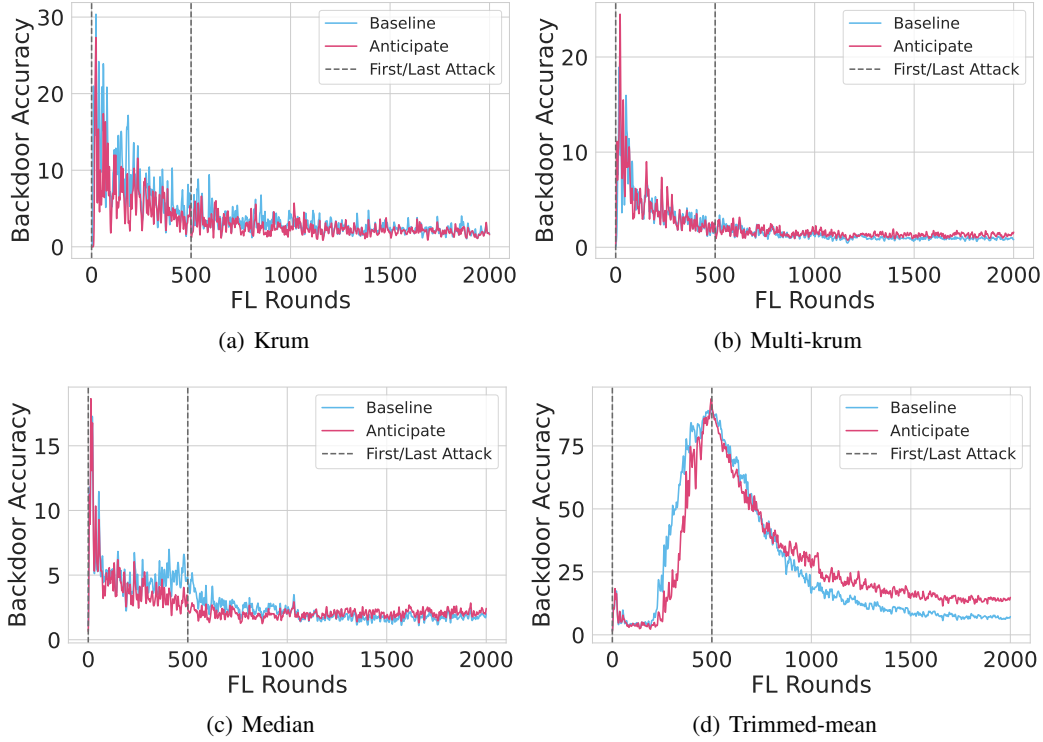 Backdoor Accuracy
30
20
10
0
Baseline
Anticipate
First/Last Attack
0 500 1000 1500 2000
FL Rounds
(a) Krum
Backdoor Accuracy
20
10
0
Baseline
Anticipate
First/Last Attack
0 500 1000 1500 2000
FL Rounds
(b) Multi-krum
Backdoor Accuracy
15
10
5
0
Baseline
Anticipate
First/Last Attack
0 500 1000 1500 2000
FL Rounds
(c) Median
Backdoor Accuracy
75
50
25
0
Baseline
Anticipate
First/Last Attack
0 500 1000 1500 2000
FL Rounds
(d) Trimmed-mean